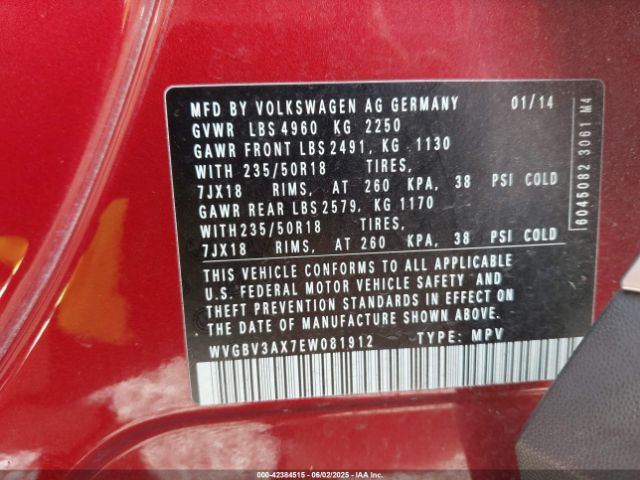 MFD BY VOLKSWAGEN AG GERMANY 01/14
GVWR LBS 4960 KG 2250
GAWR FRONT LBS 2491, KG 1130
WITH 235/50R18 TIRES,
7JX18 RIMS, AT 260 KPA, 38 PSI COLD
GAWR REAR LBS 2579, KG 1170
WITH 235/50R18 TIRES,
7JX18 RIMS, AT 260 KPA, 38 PSI COLD
THIS VEHICLE CONFORMS TO ALL APPLICABLE
U.S. FEDERAL MOTOR VEHICLE SAFETY AND
THEFT PREVENTION STANDARDS IN EFFECT ON
THE DATE OF MANUFACTURE SHOWN ABOVE.
WVGBV3AX7EW081912 TYPE: MPV
6045082 3061 M4
000-42384515 - 06/02/2025 - IAAI.COM